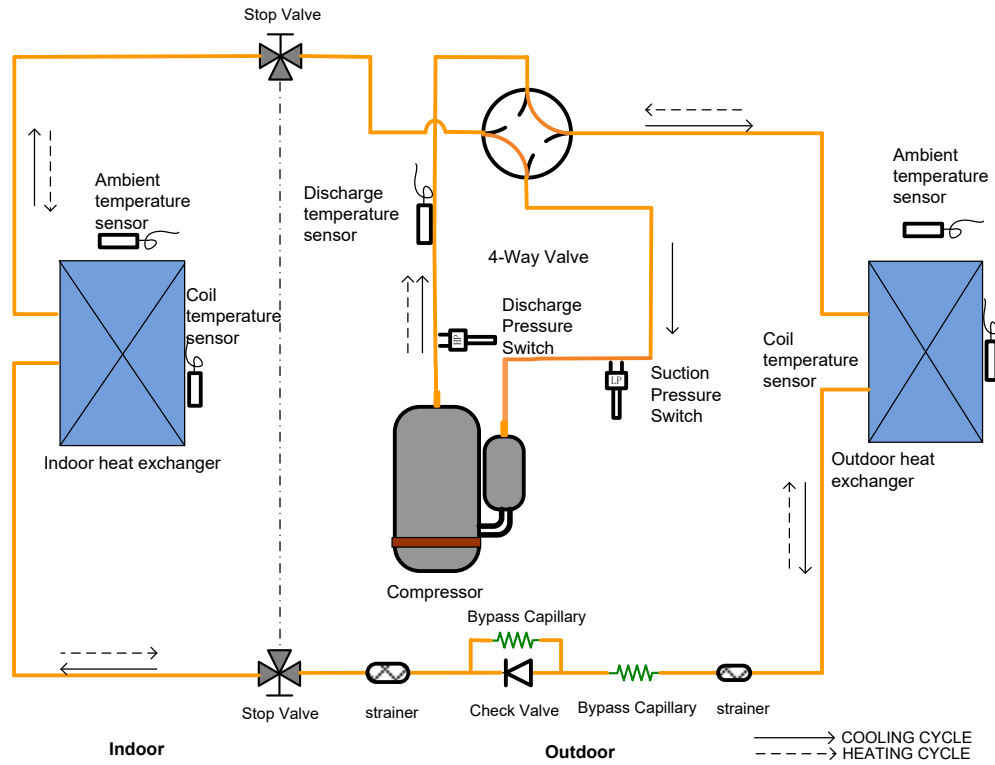 Stop Valve
Ambient
temperature
sensor
Discharge
temperature
sensor
4-Way Valve
Ambient
temperature
sensor
Coil
temperature
sensor
HP
Discharge
Pressure
Switch
LP
Suction
Pressure
Switch
Coil
temperature
sensor
Indoor heat exchanger
Outdoor heat
exchanger
Compressor
Bypass Capillary
Stop Valve
strainer
Check Valve
Bypass Capillary
strainer
Indoor
Outdoor
COOLING CYCLE
HEATING CYCLE